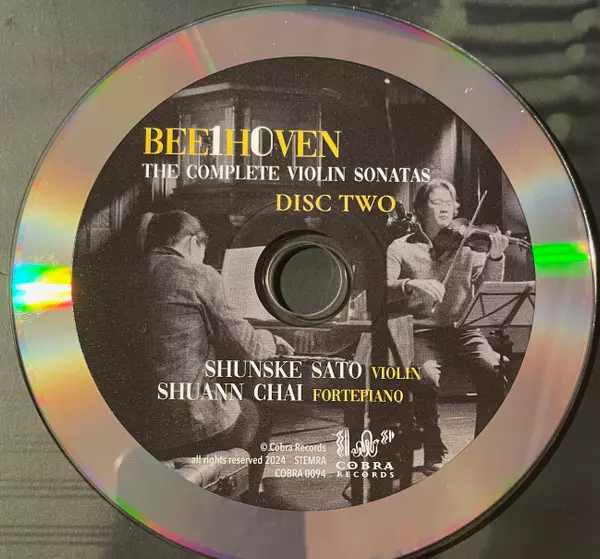 BEE1H0VEN
THE COMPLETE VIOLIN SONATAS
DISC TWO
SHUNSKE SATO VIOLIN
SHUANN CHAI FORTEPIANO
© Cobra Records
all rights reserved 2024 STEMRA
COBRA 0094
COBRA
RECORDS